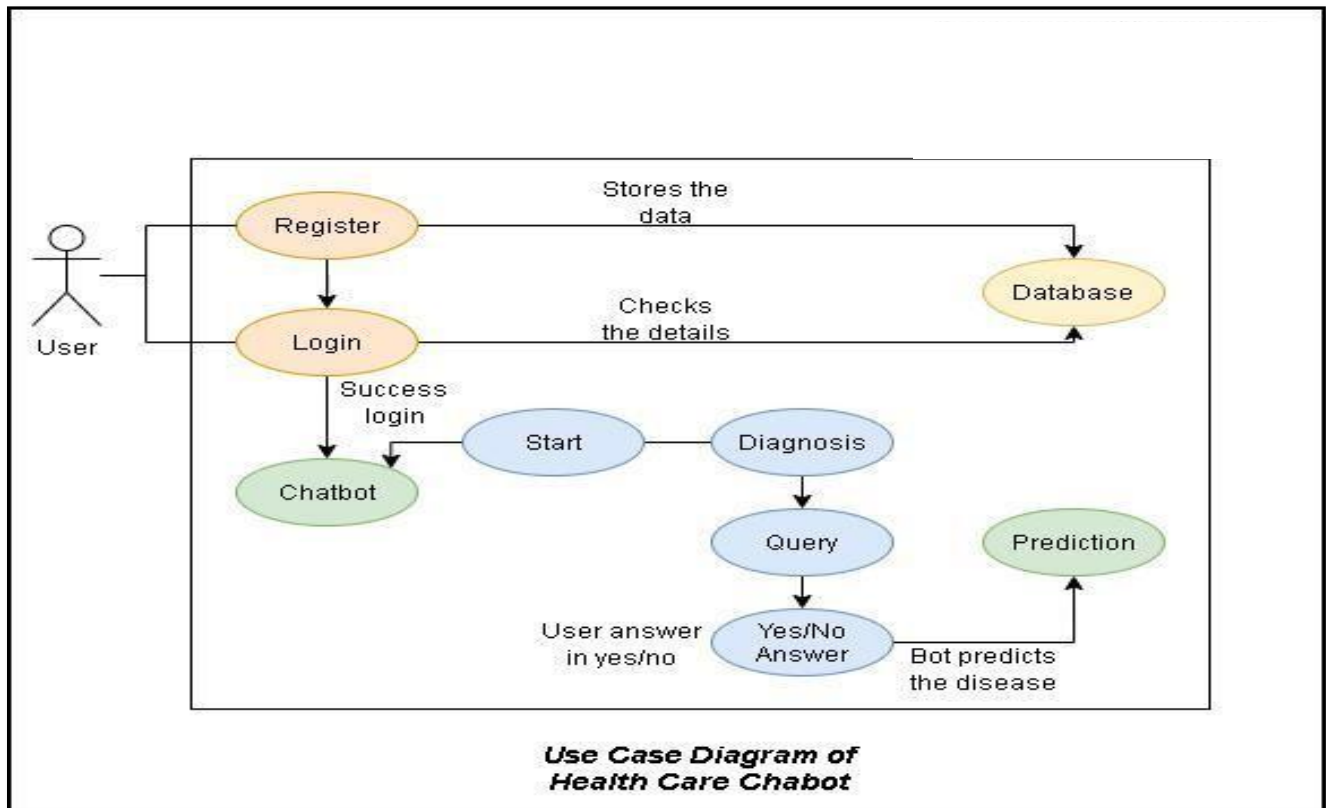 Stores the
data
Register
Database
Checks
the details
Login
User
Success
login
Start
Diagnosis
Chatbot
Query
Prediction
User answer
in yes/no
Yes/No
Answer
Bot predicts
the disease
Use Case Diagram of
Health Care Chabot